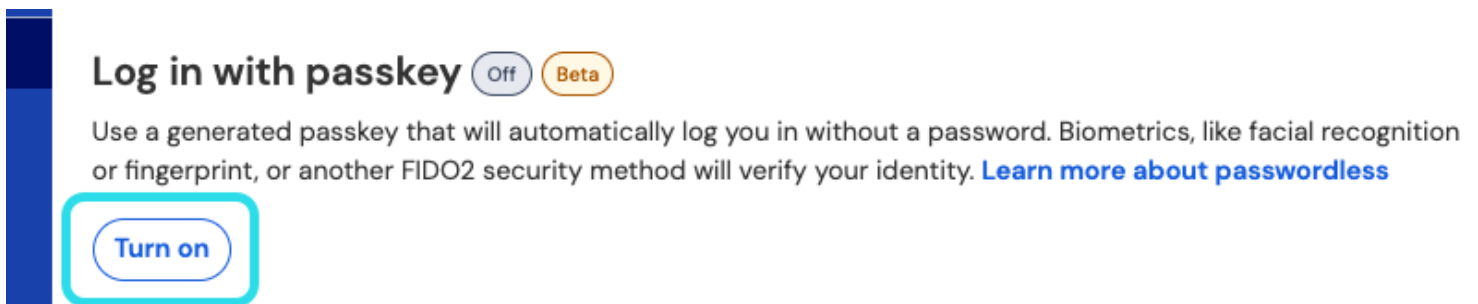 Log in with passkey Off Beta
Use a generated passkey that will automatically log you in without a password. Biometrics, like facial recognition
or fingerprint, or another FIDO2 security method will verify your identity. Learn more about passwordless
Turn on